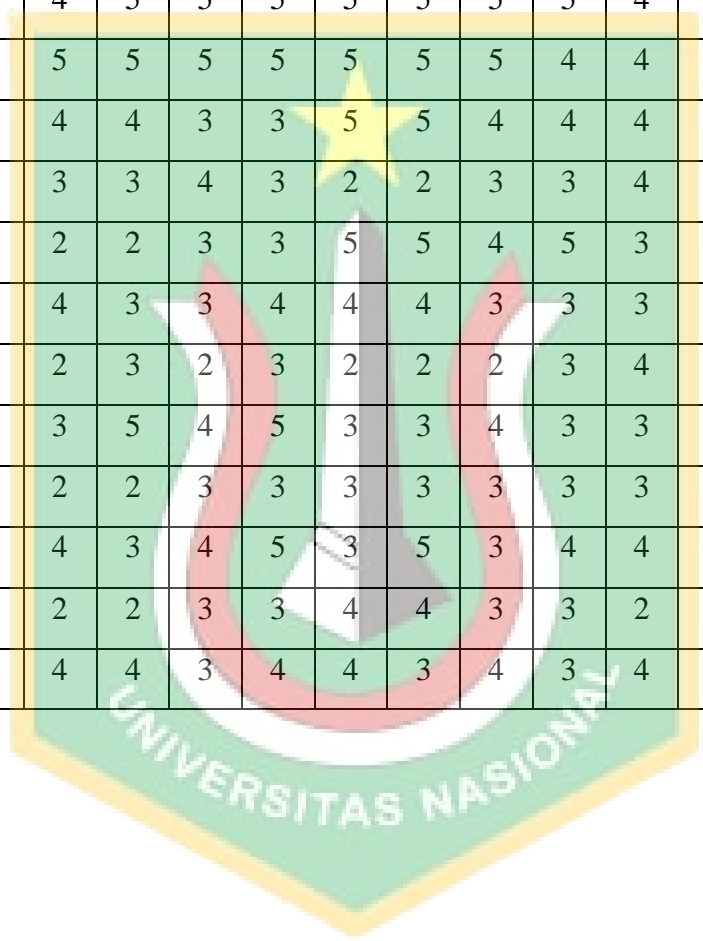 5 5 5 5 5 5 5 4 4
4 4 3 3 5 5 4 4 4
3 3 4 3 2 2 3 3 4
2 2 3 3 5 5 4 5 3
4 3 3 4 4 4 3 3 3
2 3 2 3 2 2 2 3 4
3 5 4 5 3 3 4 3 3
2 2 3 3 3 3 3 3 3
4 3 4 5 3 5 3 4 4
2 2 3 3 4 4 3 3 2
4 4 3 4 4 3 4 3 4
UNIVERSITAS NASIONAL